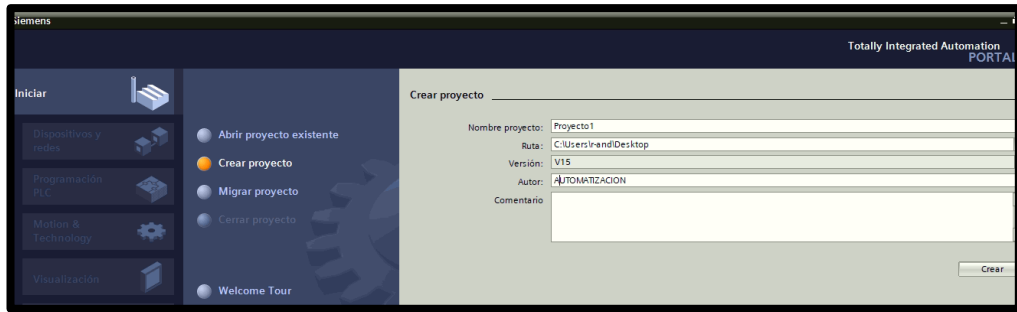 Siemens
Totally Integrated Automation
PORTAL
Iniciar
Dispositivos y
redes
Programación
PLC
Motion &
Technology
Visualización
Abrir proyecto existente
Crear proyecto
Migrar proyecto
Cerrar proyecto
Welcome Tour
Crear proyecto
Nombre proyecto: Proyecto1
Ruta: C:\Users\r-and\Desktop
Versión: V15
Autor: AUTOMATIZACION
Comentario
Crear